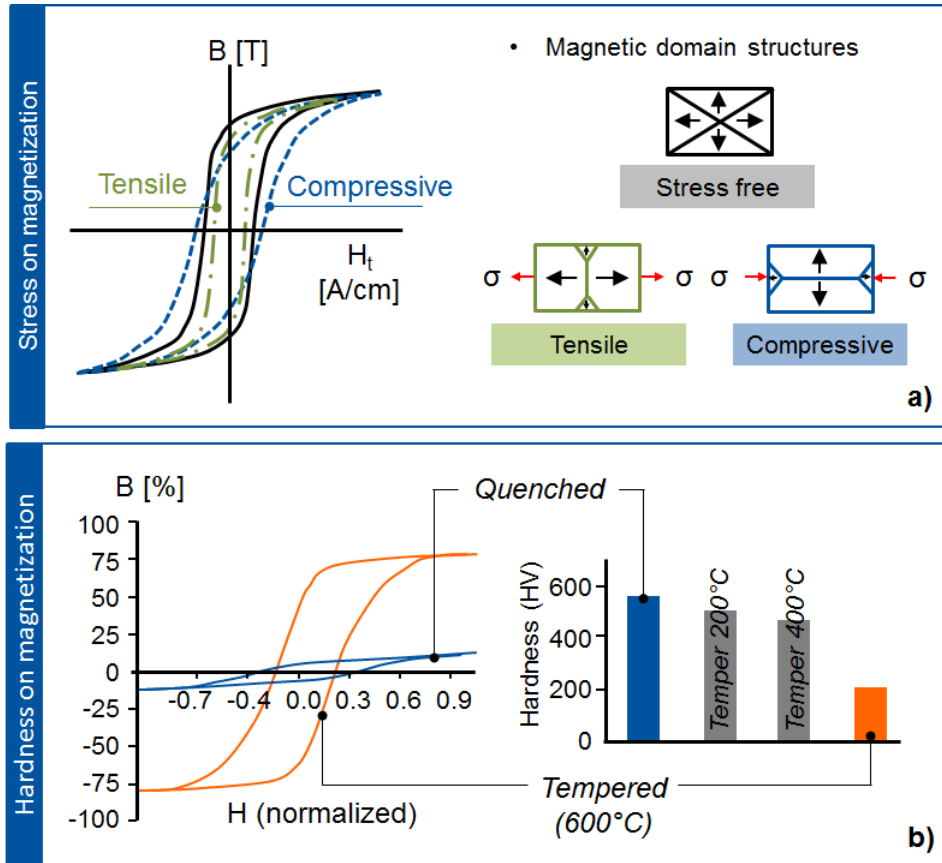 Stress on magnetization
B [T]
Tensile
Compressive
Hₜ
[A/cm]
• Magnetic domain structures
Stress free
σ σ σ σ
Tensile
Compressive
a)
Hardness on magnetization
B [%]
100
75
50
25
0
-25
-50
-75
-100
-0.7 -0.4 0.0 0.3 0.6 0.9
H (normalized)
Quenched
Tempered
(600°C)
Hardness (HV)
600
400
200
0
Temper 200°C
Temper 400°C
b)